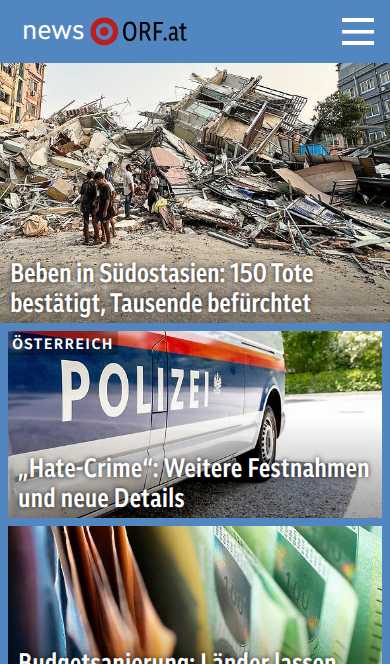 news ORF.at
Beben in Südostasien: 150 Tote
bestätigt, Tausende befürchtet
ÖSTERREICH
POLIZEI
„Hate-Crime“: Weitere Festnahmen
und neue Details
Budgetsanierung: Länder lassen